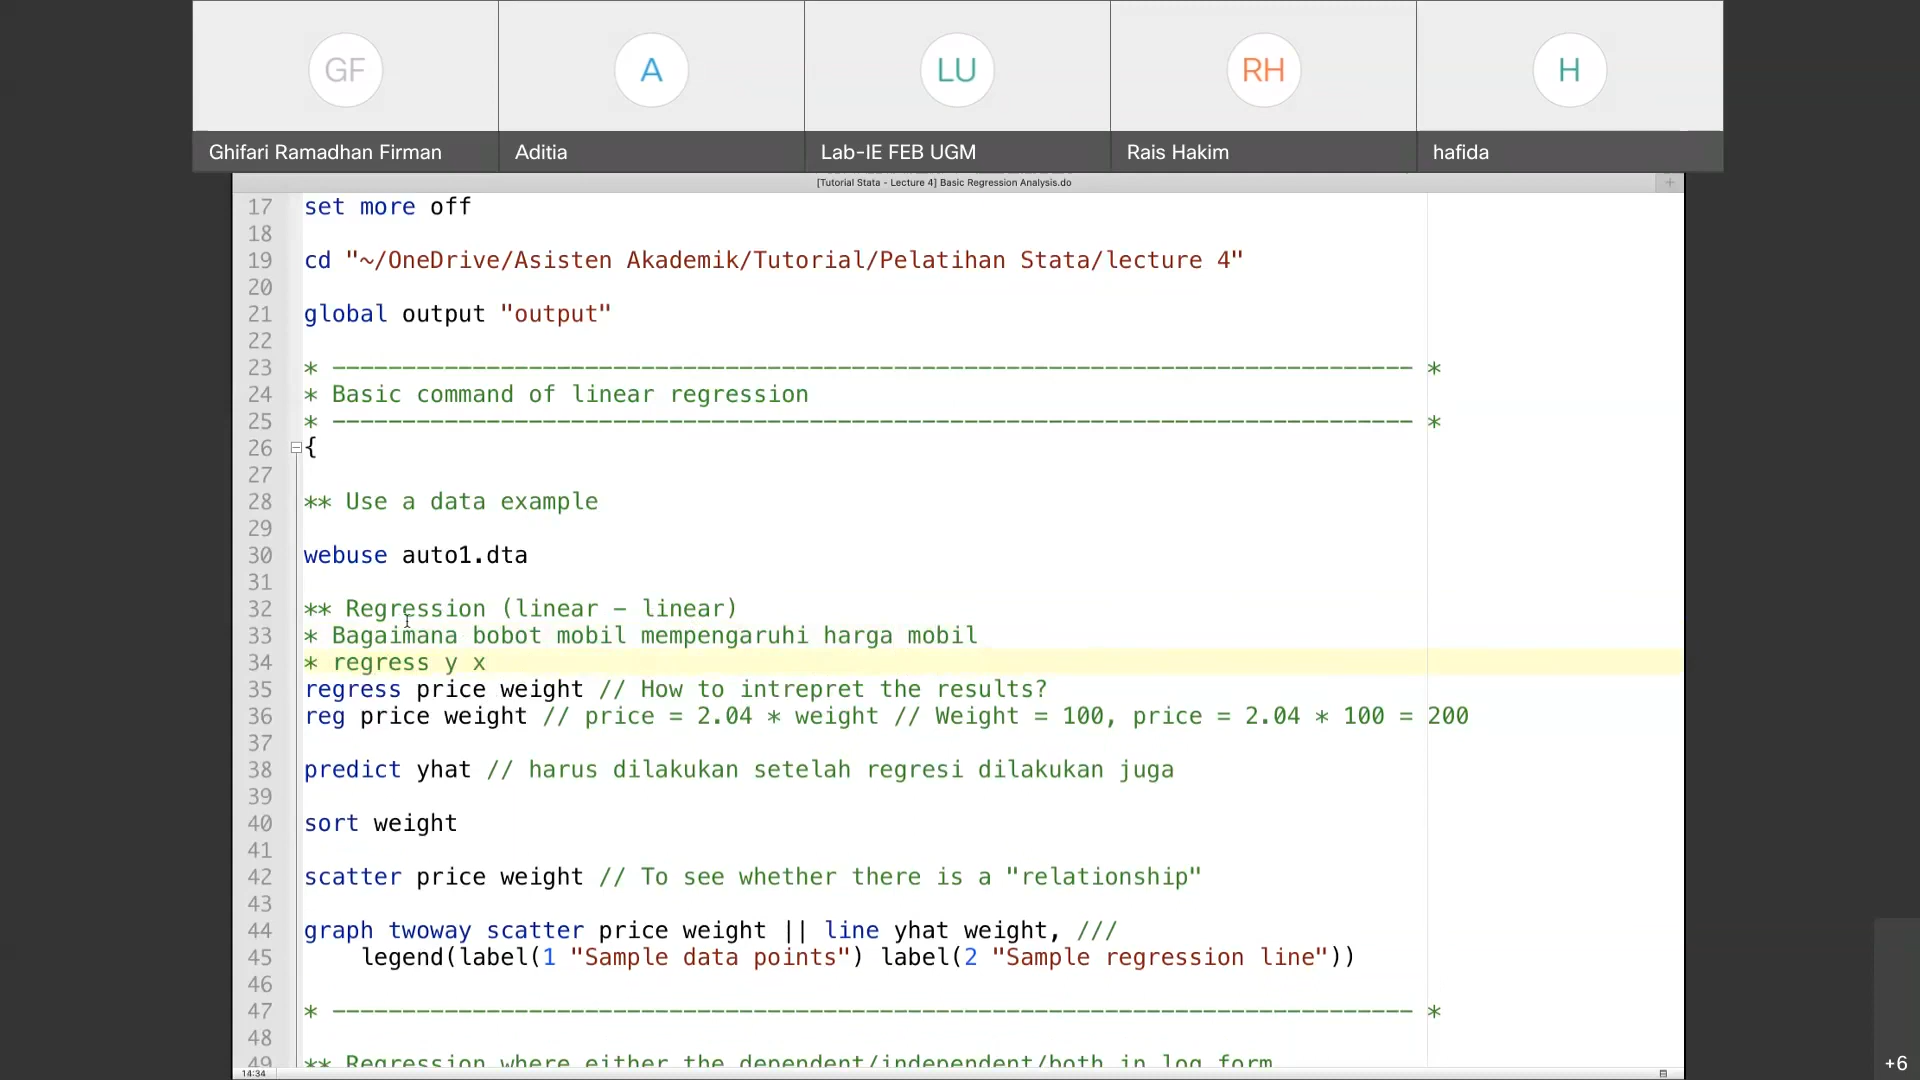 GF A LU RH H
Ghifari Ramadhan Firman Aditia Lab-IE FEB UGM Rais Hakim hafida
[Tutorial Stata - Lecture 4] Basic Regression Analysis.do +
17 set more off
18
19 cd "~/OneDrive/Asisten Akademik/Tutorial/Pelatihan Stata/lecture 4"
20
21 global output "output"
22
23 * ----------------------------------------------------------------------------- *
24 * Basic command of linear regression
25 * ----------------------------------------------------------------------------- *
26 {
27
28 ** Use a data example
29
30 webuse auto1.dta
31
32 ** Regression (linear - linear)
33 * Bagaimana bobot mobil mempengaruhi harga mobil
34 * regress y x
35 regress price weight // How to intrepret the results?
36 reg price weight // price = 2.04 * weight // Weight = 100, price = 2.04 * 100 = 200
37
38 predict yhat // harus dilakukan setelah regresi dilakukan juga
39
40 sort weight
41
42 scatter price weight // To see whether there is a "relationship"
43
44 graph twoway scatter price weight || line yhat weight, ///
45 legend(label(1 "Sample data points") label(2 "Sample regression line"))
46
47 * ----------------------------------------------------------------------------- *
48
49 ** Regression where either the dependent/independent/both in log form
14:34
+6